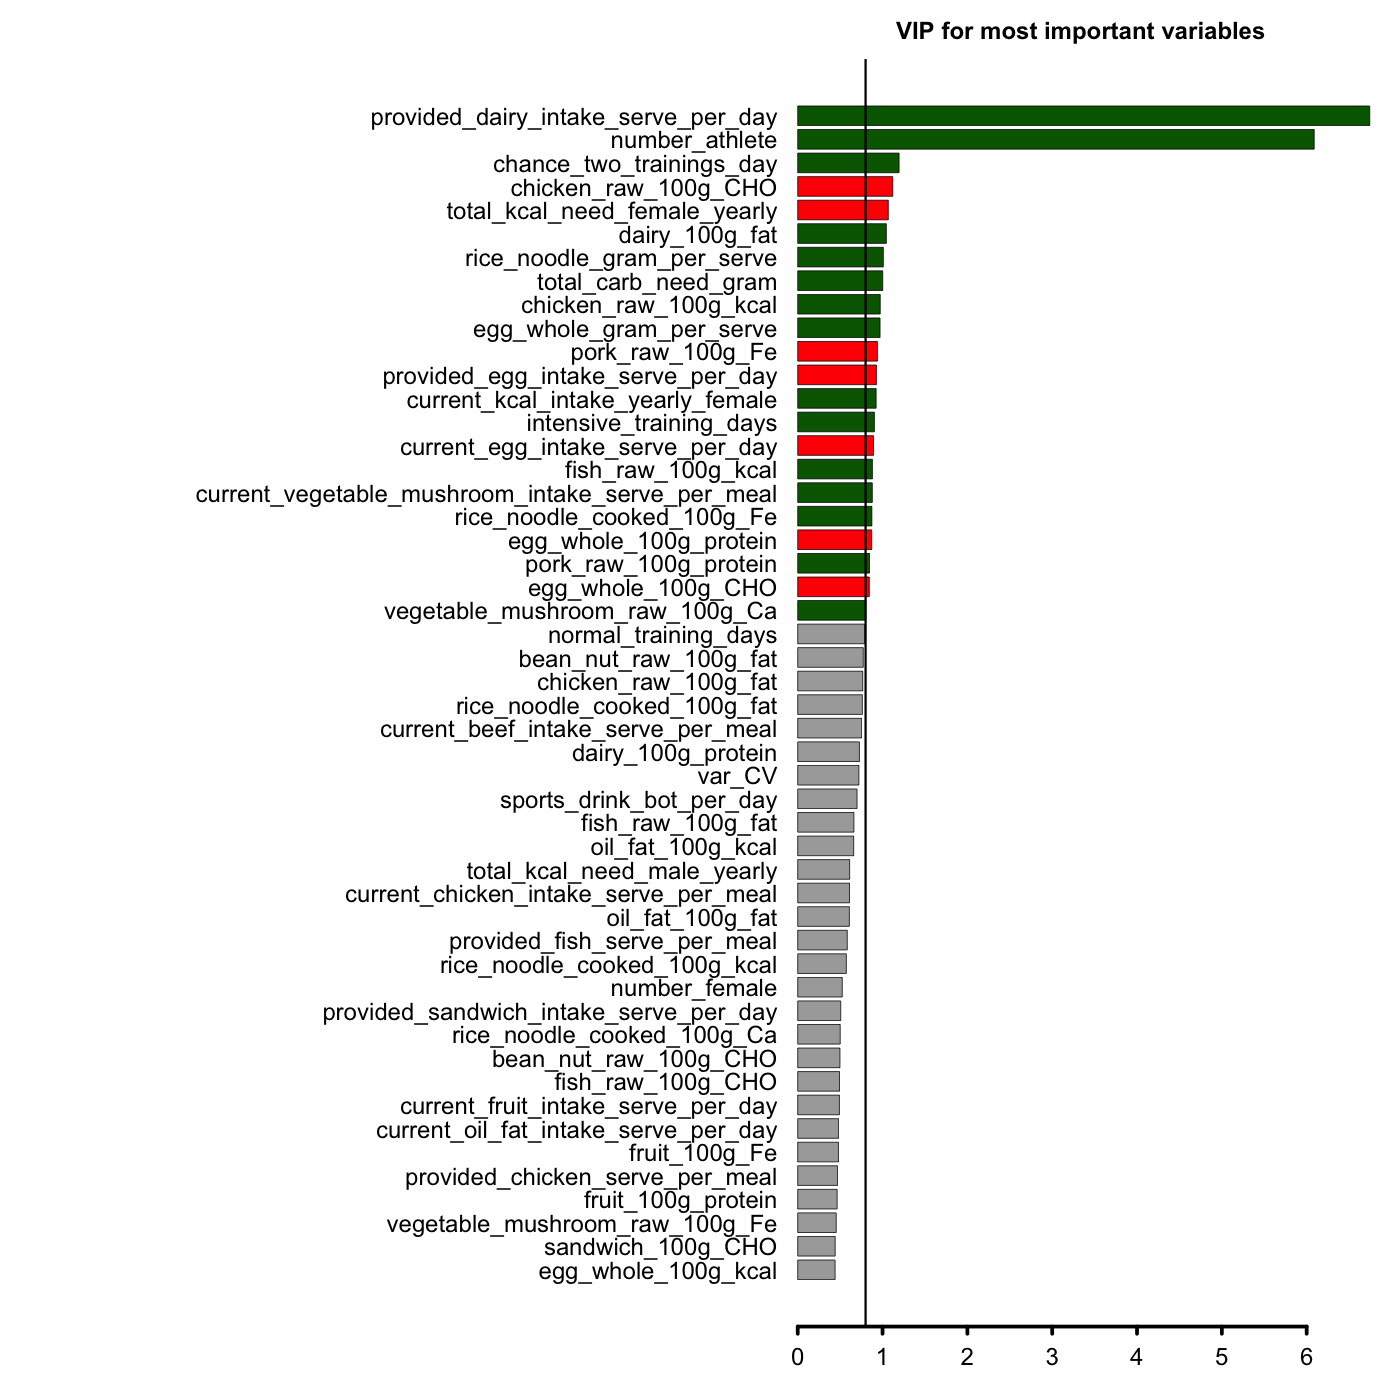 VIP for most important variables
provided_dairy_intake_serve_per_day
number_athlete
chance_two_trainings_day
chicken_raw_100g_CHO
total_kcal_need_female_yearly
dairy_100g_fat
rice_noodle_gram_per_serve
total_carb_need_gram
chicken_raw_100g_kcal
egg_whole_gram_per_serve
pork_raw_100g_Fe
provided_egg_intake_serve_per_day
current_kcal_intake_yearly_female
intensive_training_days
current_egg_intake_serve_per_day
fish_raw_100g_kcal
current_vegetable_mushroom_intake_serve_per_meal
rice_noodle_cooked_100g_Fe
egg_whole_100g_protein
pork_raw_100g_protein
egg_whole_100g_CHO
vegetable_mushroom_raw_100g_Ca
normal_training_days
bean_nut_raw_100g_fat
chicken_raw_100g_fat
rice_noodle_cooked_100g_fat
current_beef_intake_serve_per_meal
dairy_100g_protein
var_CV
sports_drink_bot_per_day
fish_raw_100g_fat
oil_fat_100g_kcal
total_kcal_need_male_yearly
current_chicken_intake_serve_per_meal
oil_fat_100g_fat
provided_fish_serve_per_meal
rice_noodle_cooked_100g_kcal
number_female
provided_sandwich_intake_serve_per_day
rice_noodle_cooked_100g_Ca
bean_nut_raw_100g_CHO
fish_raw_100g_CHO
current_fruit_intake_serve_per_day
current_oil_fat_intake_serve_per_day
fruit_100g_Fe
provided_chicken_serve_per_meal
fruit_100g_protein
vegetable_mushroom_raw_100g_Fe
sandwich_100g_CHO
egg_whole_100g_kcal
0 1 2 3 4 5 6